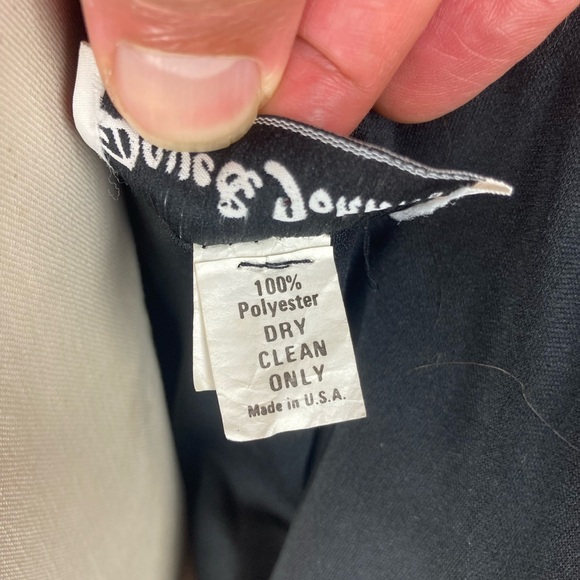 100%
Polyester
DRY
CLEAN
ONLY
Made in U.S.A.